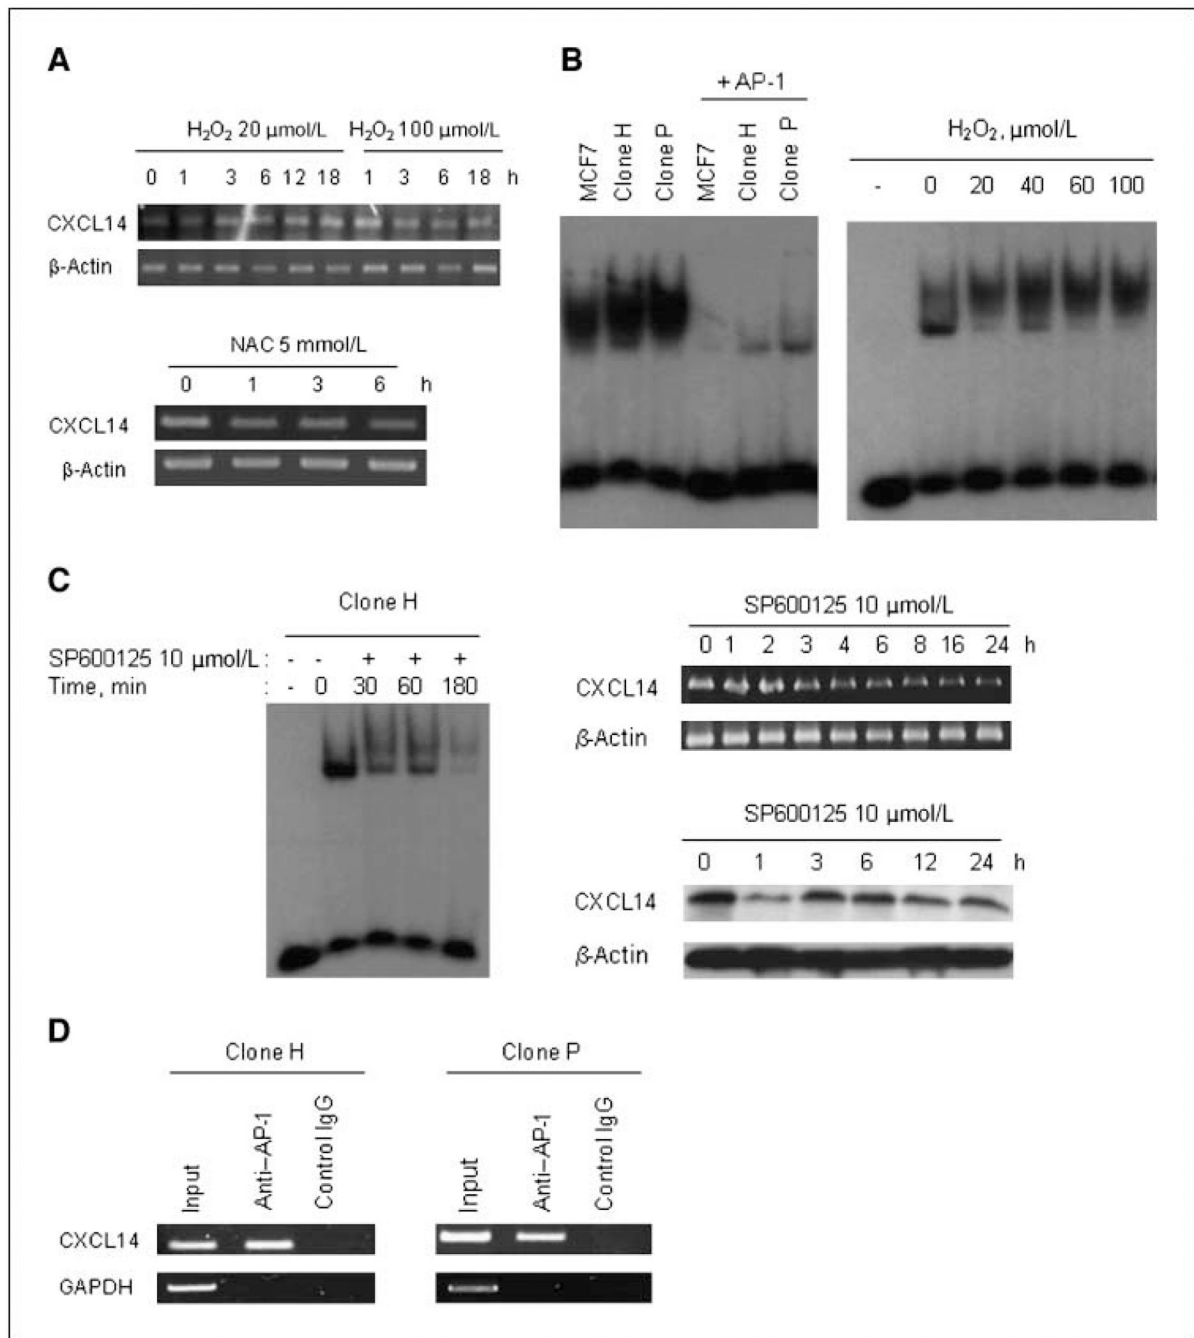 A
H₂O₂ 20 µmol/L H₂O₂ 100 µmol/L
0 1 3 6 12 18 1 3 6 18 h
CXCL14
β-Actin
NAC 5 mmol/L
0 1 3 6 h
CXCL14
β-Actin
B
+ AP-1
MCF7 Clone H Clone P MCF7 Clone H Clone P
H₂O₂, µmol/L
- 0 20 40 60 100
C
Clone H
SP600125 10 µmol/L : - - + + +
Time, min : - 0 30 60 180
SP600125 10 µmol/L
0 1 2 3 4 6 8 16 24 h
CXCL14
β-Actin
SP600125 10 µmol/L
0 1 3 6 12 24 h
CXCL14
β-Actin
D
Clone H Clone P
Input Anti–AP-1 Control IgG Input Anti–AP-1 Control IgG
CXCL14
GAPDH